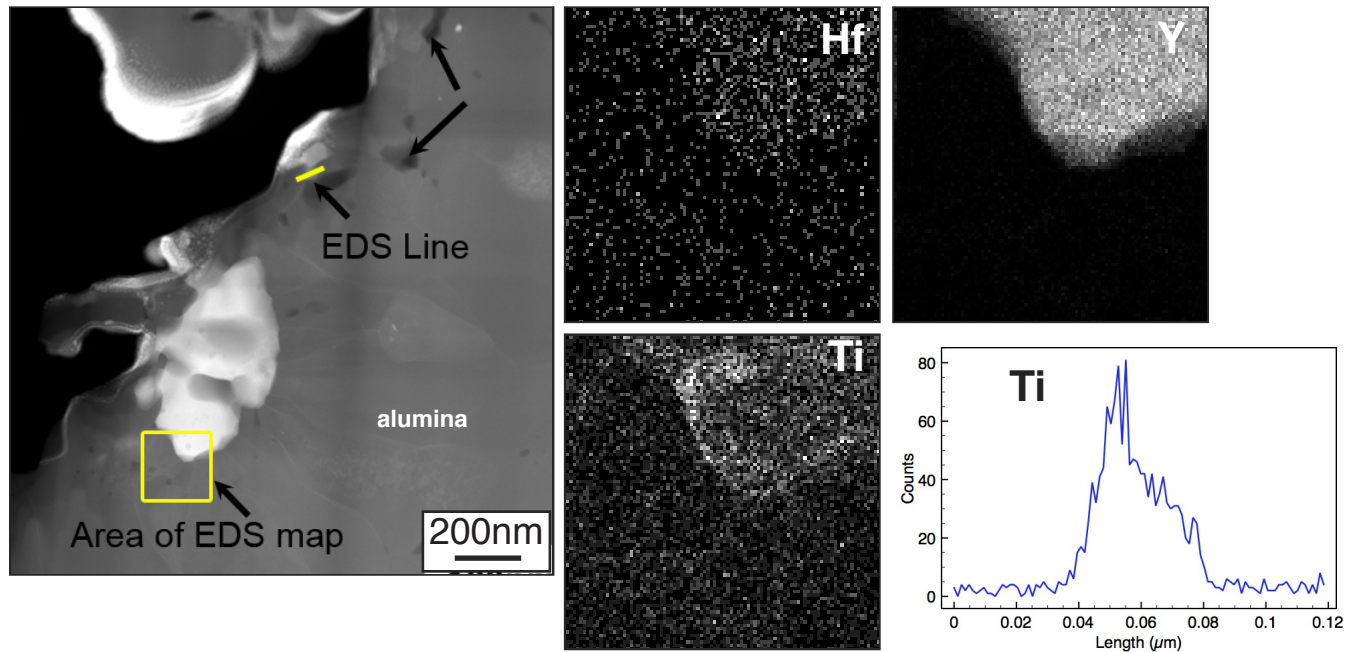 EDS Line
alumina
Area of EDS map
200nm
Hf
Y
Ti
Ti
80
60
40
20
0
Counts
0 0.02 0.04 0.06 0.08 0.1 0.12
Length (µm)